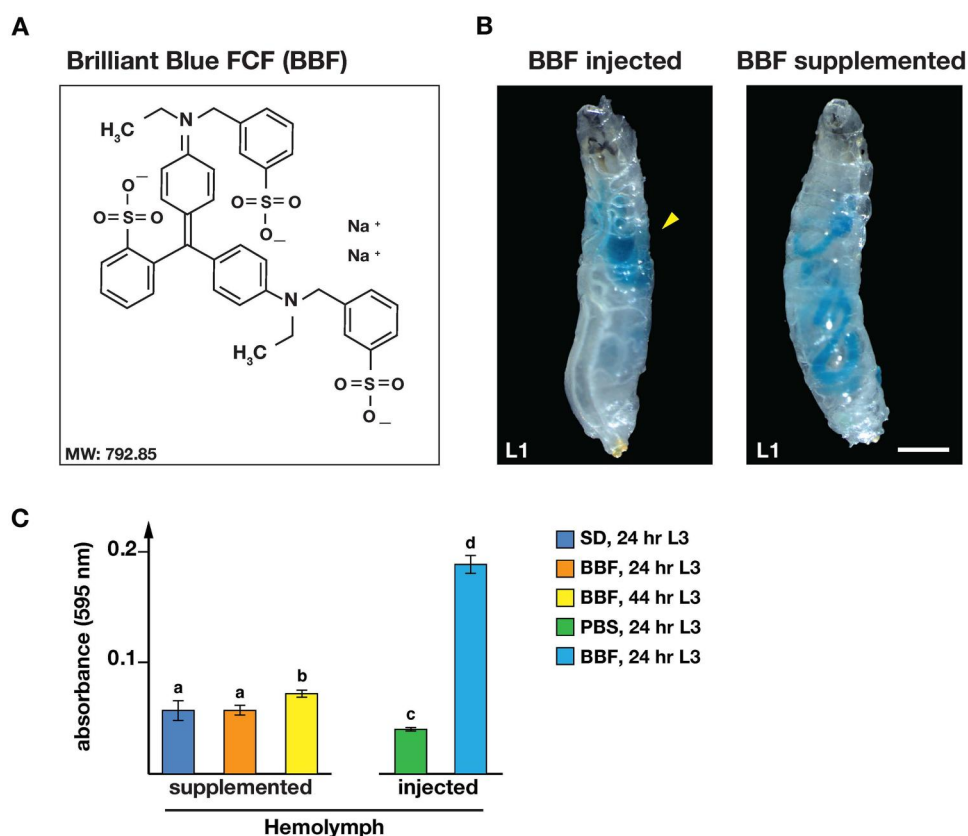 A
Brilliant Blue FCF (BBF)
N
H₃C
O
—
O=S=O
O=S=O
O
—
Na +
Na +
N
H₃C
O=S=O
O
—
MW: 792.85
B
BBF injected
BBF supplemented
L1
L1
C
absorbance (595 nm)
0.2
0.1
a
a
b
c
d
supplemented
injected
Hemolymph
SD, 24 hr L3
BBF, 24 hr L3
BBF, 44 hr L3
PBS, 24 hr L3
BBF, 24 hr L3